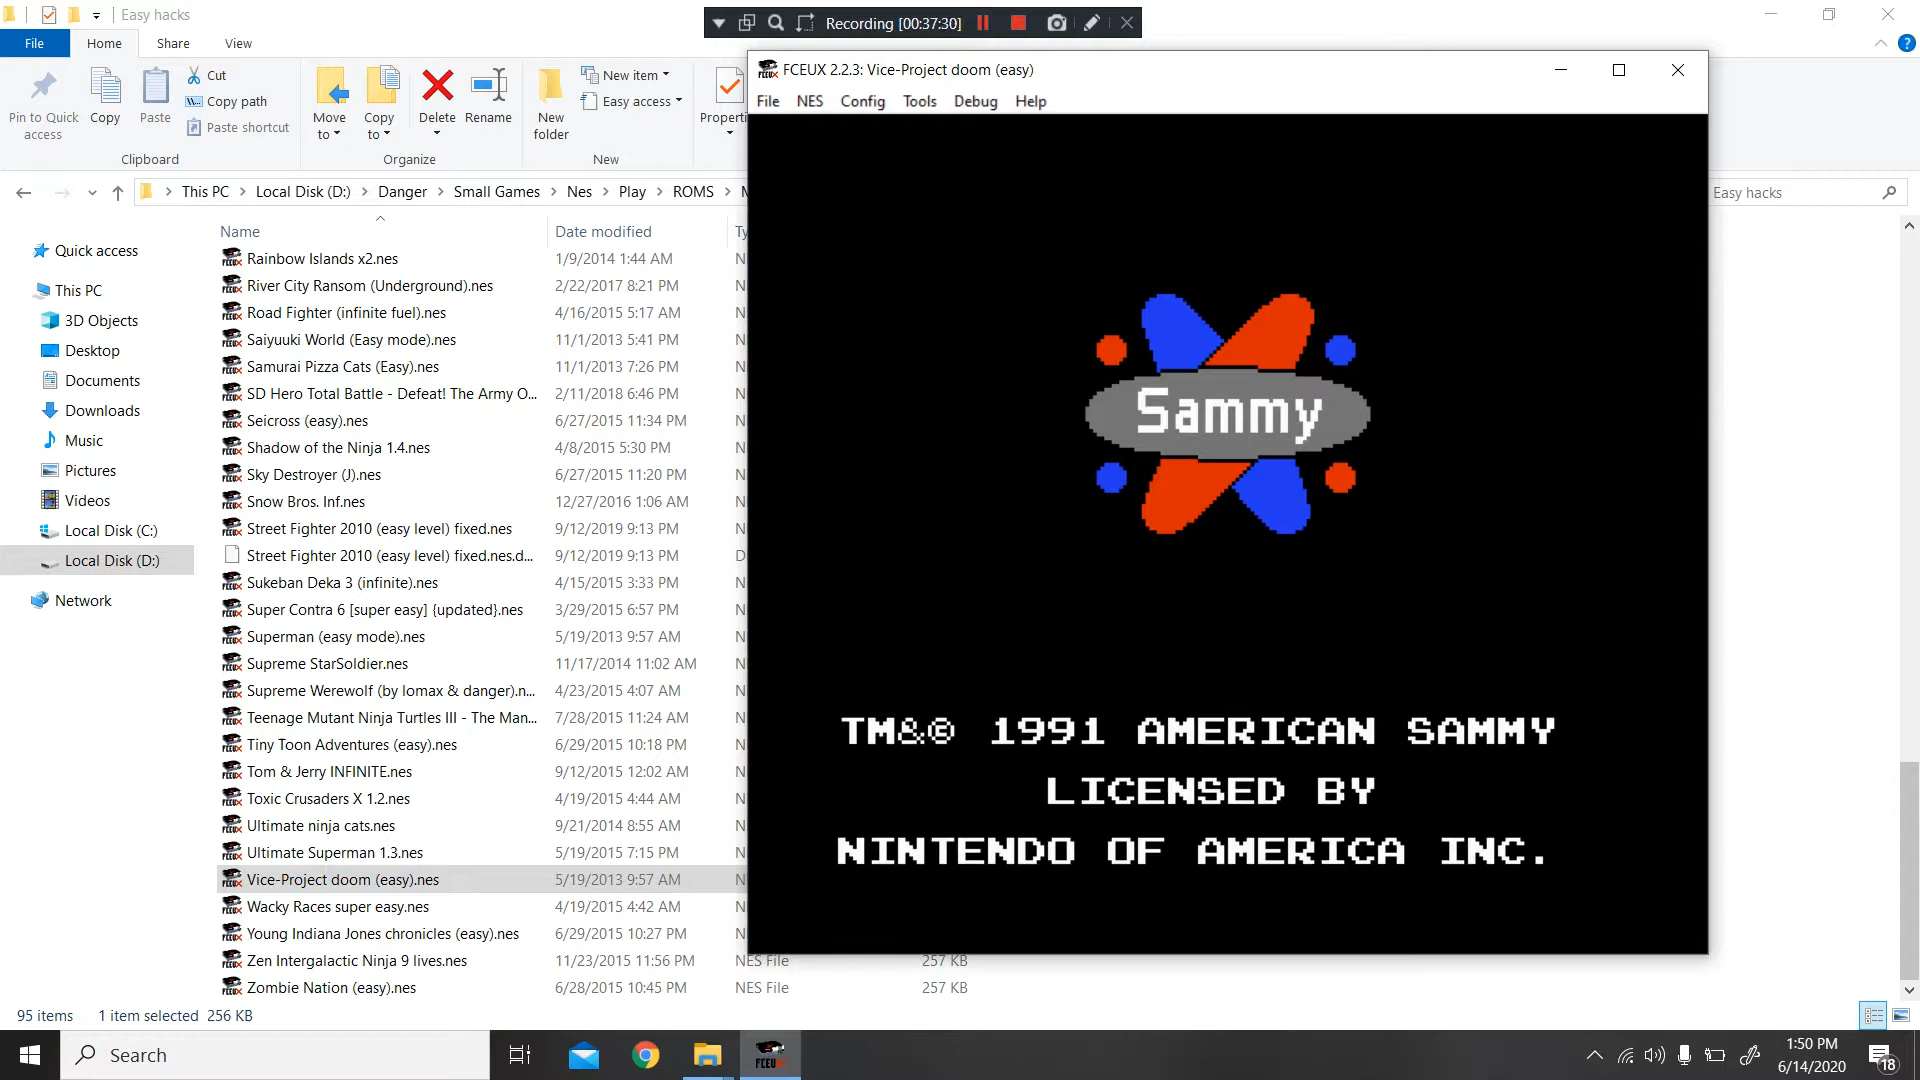 Easy hacks
Recording [00:37:30]
File
Home
Share
View
Pin to Quick
access
Copy
Paste
Cut
Copy path
Paste shortcut
Clipboard
Move
to
Copy
to
Delete
Rename
Organize
New
folder
New item
Easy access
New
Properti
This PC
Local Disk (D:)
Danger
Small Games
Nes
Play
ROMS
Easy hacks
Quick access
This PC
3D Objects
Desktop
Documents
Downloads
Music
Pictures
Videos
Local Disk (C:)
Local Disk (D:)
Network
Name Date modified Ty
Rainbow Islands x2.nes 1/9/2014 1:44 AM N
River City Ransom (Underground).nes 2/22/2017 8:21 PM N
Road Fighter (infinite fuel).nes 4/16/2015 5:17 AM N
Saiyuuki World (Easy mode).nes 11/1/2013 5:41 PM N
Samurai Pizza Cats (Easy).nes 11/1/2013 7:26 PM N
SD Hero Total Battle - Defeat! The Army O... 2/11/2018 6:46 PM N
Seicross (easy).nes 6/27/2015 11:34 PM N
Shadow of the Ninja 1.4.nes 4/8/2015 5:30 PM N
Sky Destroyer (J).nes 6/27/2015 11:20 PM N
Snow Bros. Inf.nes 12/27/2016 1:06 AM N
Street Fighter 2010 (easy level) fixed.nes 9/12/2019 9:13 PM N
Street Fighter 2010 (easy level) fixed.nes.d... 9/12/2019 9:13 PM D
Sukeban Deka 3 (infinite).nes 4/15/2015 3:33 PM N
Super Contra 6 [super easy] {updated}.nes 3/29/2015 6:57 PM N
Superman (easy mode).nes 5/19/2013 9:57 AM N
Supreme StarSoldier.nes 11/17/2014 11:02 AM N
Supreme Werewolf (by lomax & danger).n... 4/23/2015 4:07 AM N
Teenage Mutant Ninja Turtles III - The Man... 7/28/2015 11:24 AM N
Tiny Toon Adventures (easy).nes 6/29/2015 10:18 PM N
Tom & Jerry INFINITE.nes 9/12/2015 12:02 AM N
Toxic Crusaders X 1.2.nes 4/19/2015 4:44 AM N
Ultimate ninja cats.nes 9/21/2014 8:55 AM N
Ultimate Superman 1.3.nes 5/19/2015 7:15 PM N
Vice-Project doom (easy).nes 5/19/2013 9:57 AM N
Wacky Races super easy.nes 4/19/2015 4:42 AM N
Young Indiana Jones chronicles (easy).nes 6/29/2015 10:27 PM N
Zen Intergalactic Ninja 9 lives.nes 11/23/2015 11:56 PM NES File 257 KB
Zombie Nation (easy).nes 6/28/2015 10:45 PM NES File 257 KB
95 items 1 item selected 256 KB
FCEUX 2.2.3: Vice-Project doom (easy)
File NES Config Tools Debug Help
Sammy
TM&© 1991 AMERICAN SAMMY
LICENSED BY
NINTENDO OF AMERICA INC.
Search
1:50 PM
6/14/2020
18